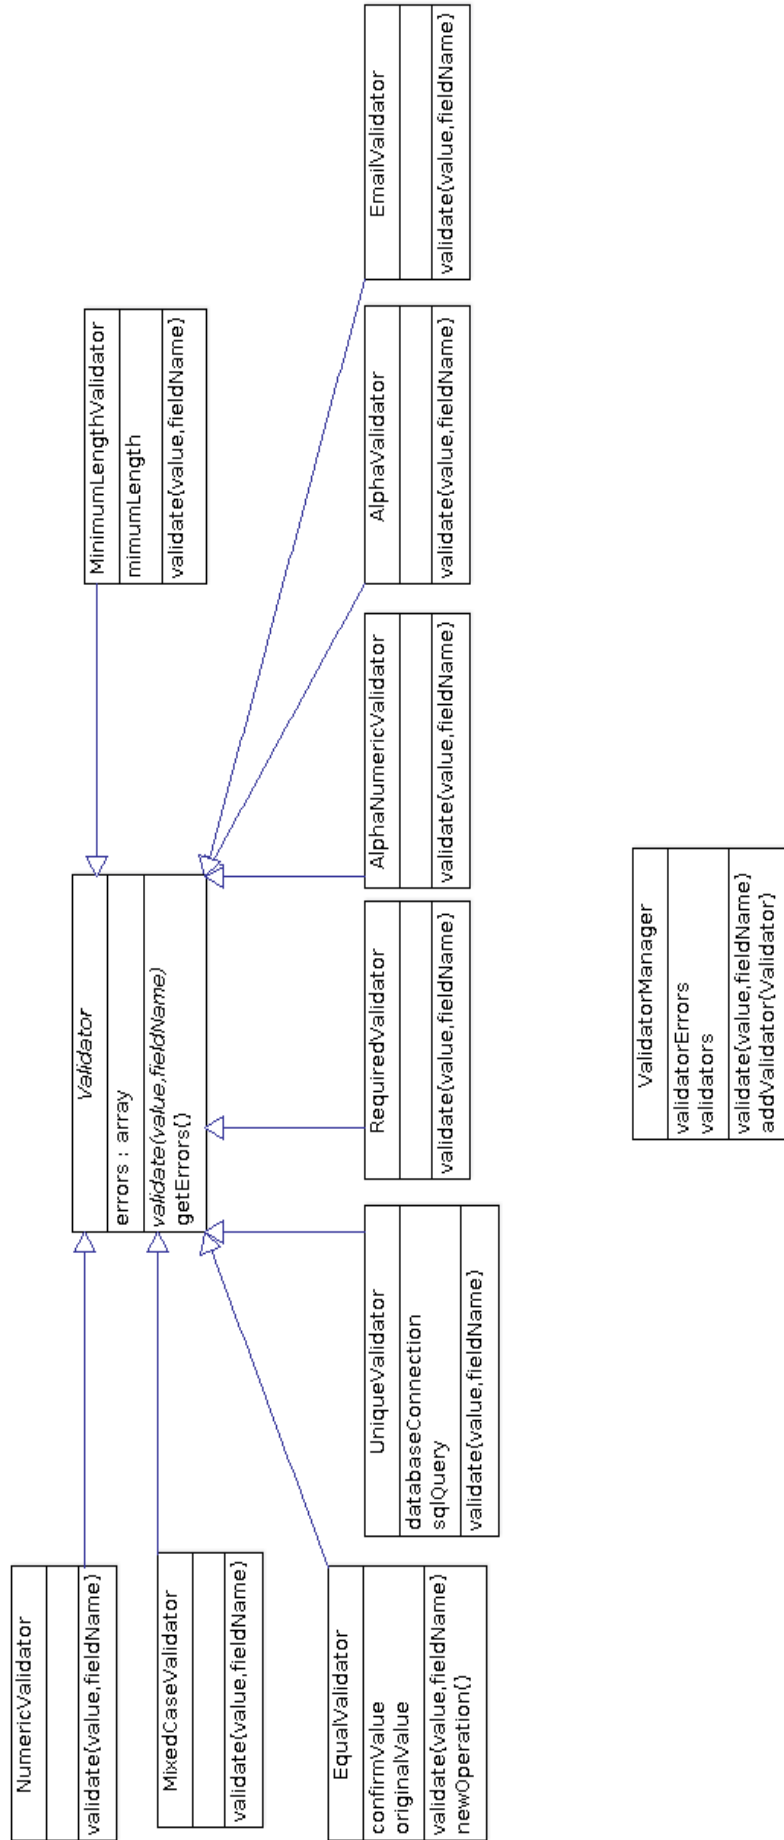 NumericValidator
validate(value,fieldName)
MixedCaseValidator
validate(value,fieldName)
EqualValidator
confirmValue
originalValue
validate(value,fieldName)
newOperation()
Validator
errors : array
validate(value,fieldName)
getErrors()
MinimumLengthValidator
mimumLength
validate(value,fieldName)
UniqueValidator
databaseConnection
sqlQuery
validate(value,fieldName)
RequiredValidator
validate(value,fieldName)
AlphaNumericValidator
validate(value,fieldName)
AlphaValidator
validate(value,fieldName)
EmailValidator
validate(value,fieldName)
ValidatorManager
validatorErrors
validators
validate(value,fieldName)
addValidator(Validator)